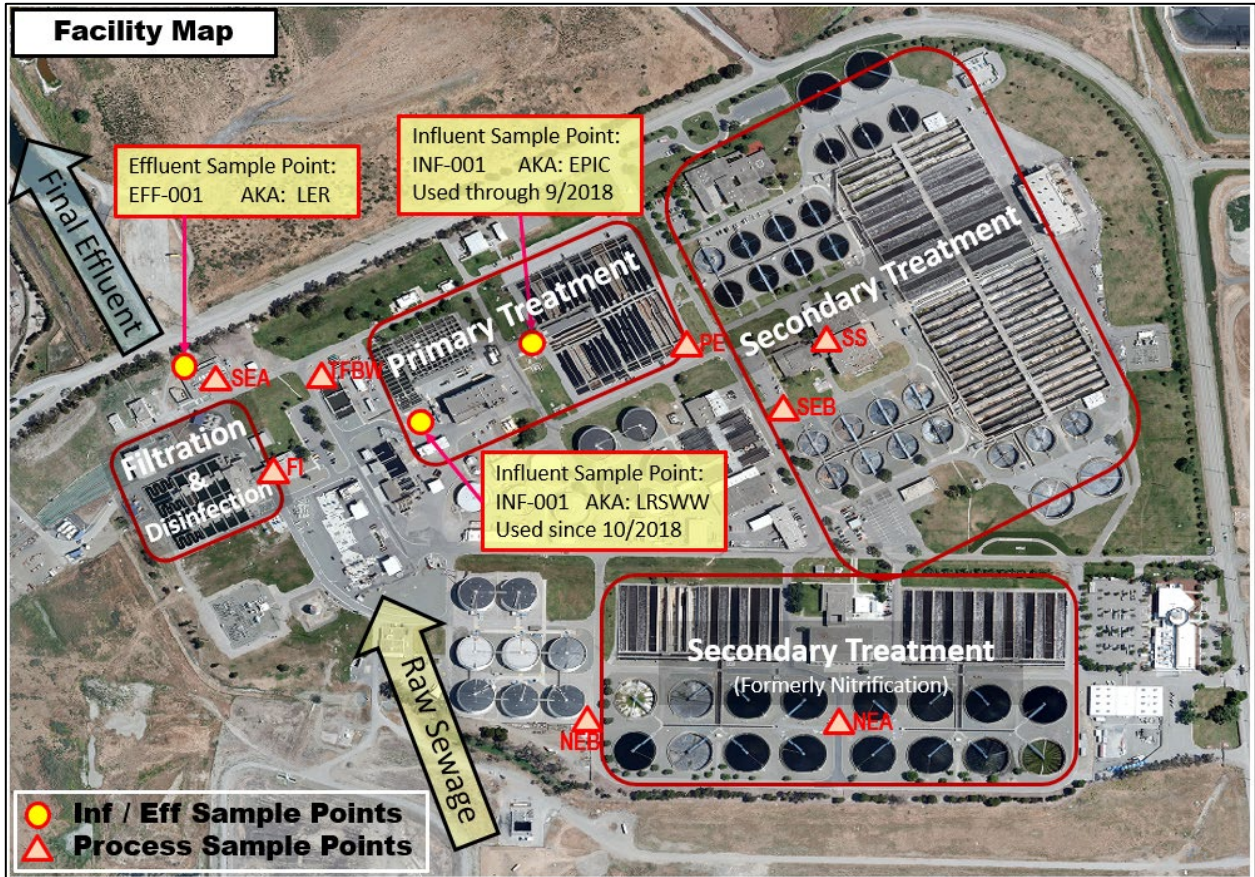 Facility Map
Effluent Sample Point:
EFF-001 AKA: LER
Influent Sample Point:
INF-001 AKA: EPIC
Used through 9/2018
Final Effluent
Primary Treatment
Secondary Treatment
PE
SS
SEA
TFBW
SEB
Filtration
&
Disinfection
FI
Influent Sample Point:
INF-001 AKA: LRSWW
Used since 10/2018
Raw Sewage
Secondary Treatment
(Formerly Nitrification)
NEB
NEA
Inf / Eff Sample Points
Process Sample Points